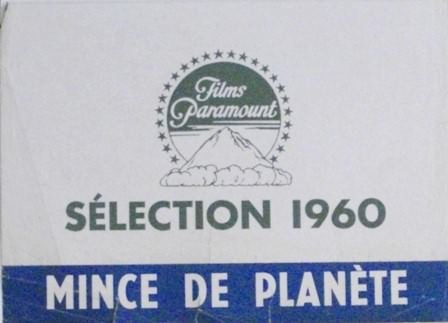 Films
Paramount
SÉLECTION 1960
MINCE DE PLANÈTE